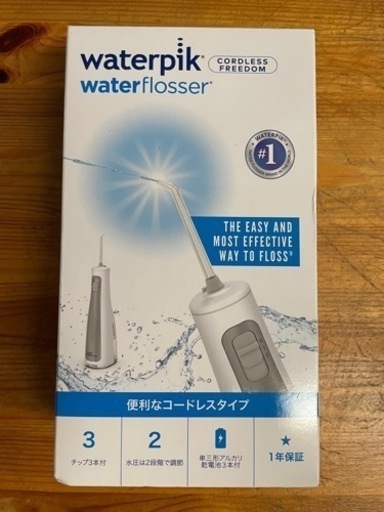 waterpik®
CORDLESS
FREEDOM
waterflosser®
WATERPIK®
#1
THE EASY AND
MOST EFFECTIVE
WAY TO FLOSS
便利なコードレスタイプ
3
チップ3本付
2
水圧は2段階で調節
単三形アルカリ
乾電池3本付
1年保証